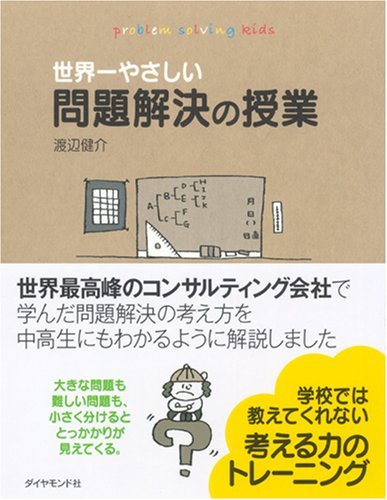 problem solving kids
世界一やさしい
問題解決の授業
渡辺健介
A
B
C
D
E
F
G
H
I
J
K
月
日
日直
世界最高峰のコンサルティング会社で
学んだ問題解決の考え方を
中高生にもわかるように解説しました
大きな問題も
難しい問題も、
小さく分けると
とっかかりが
見えてくる。
?
学校では
教えてくれない
考える力の
トレーニング
ダイヤモンド社